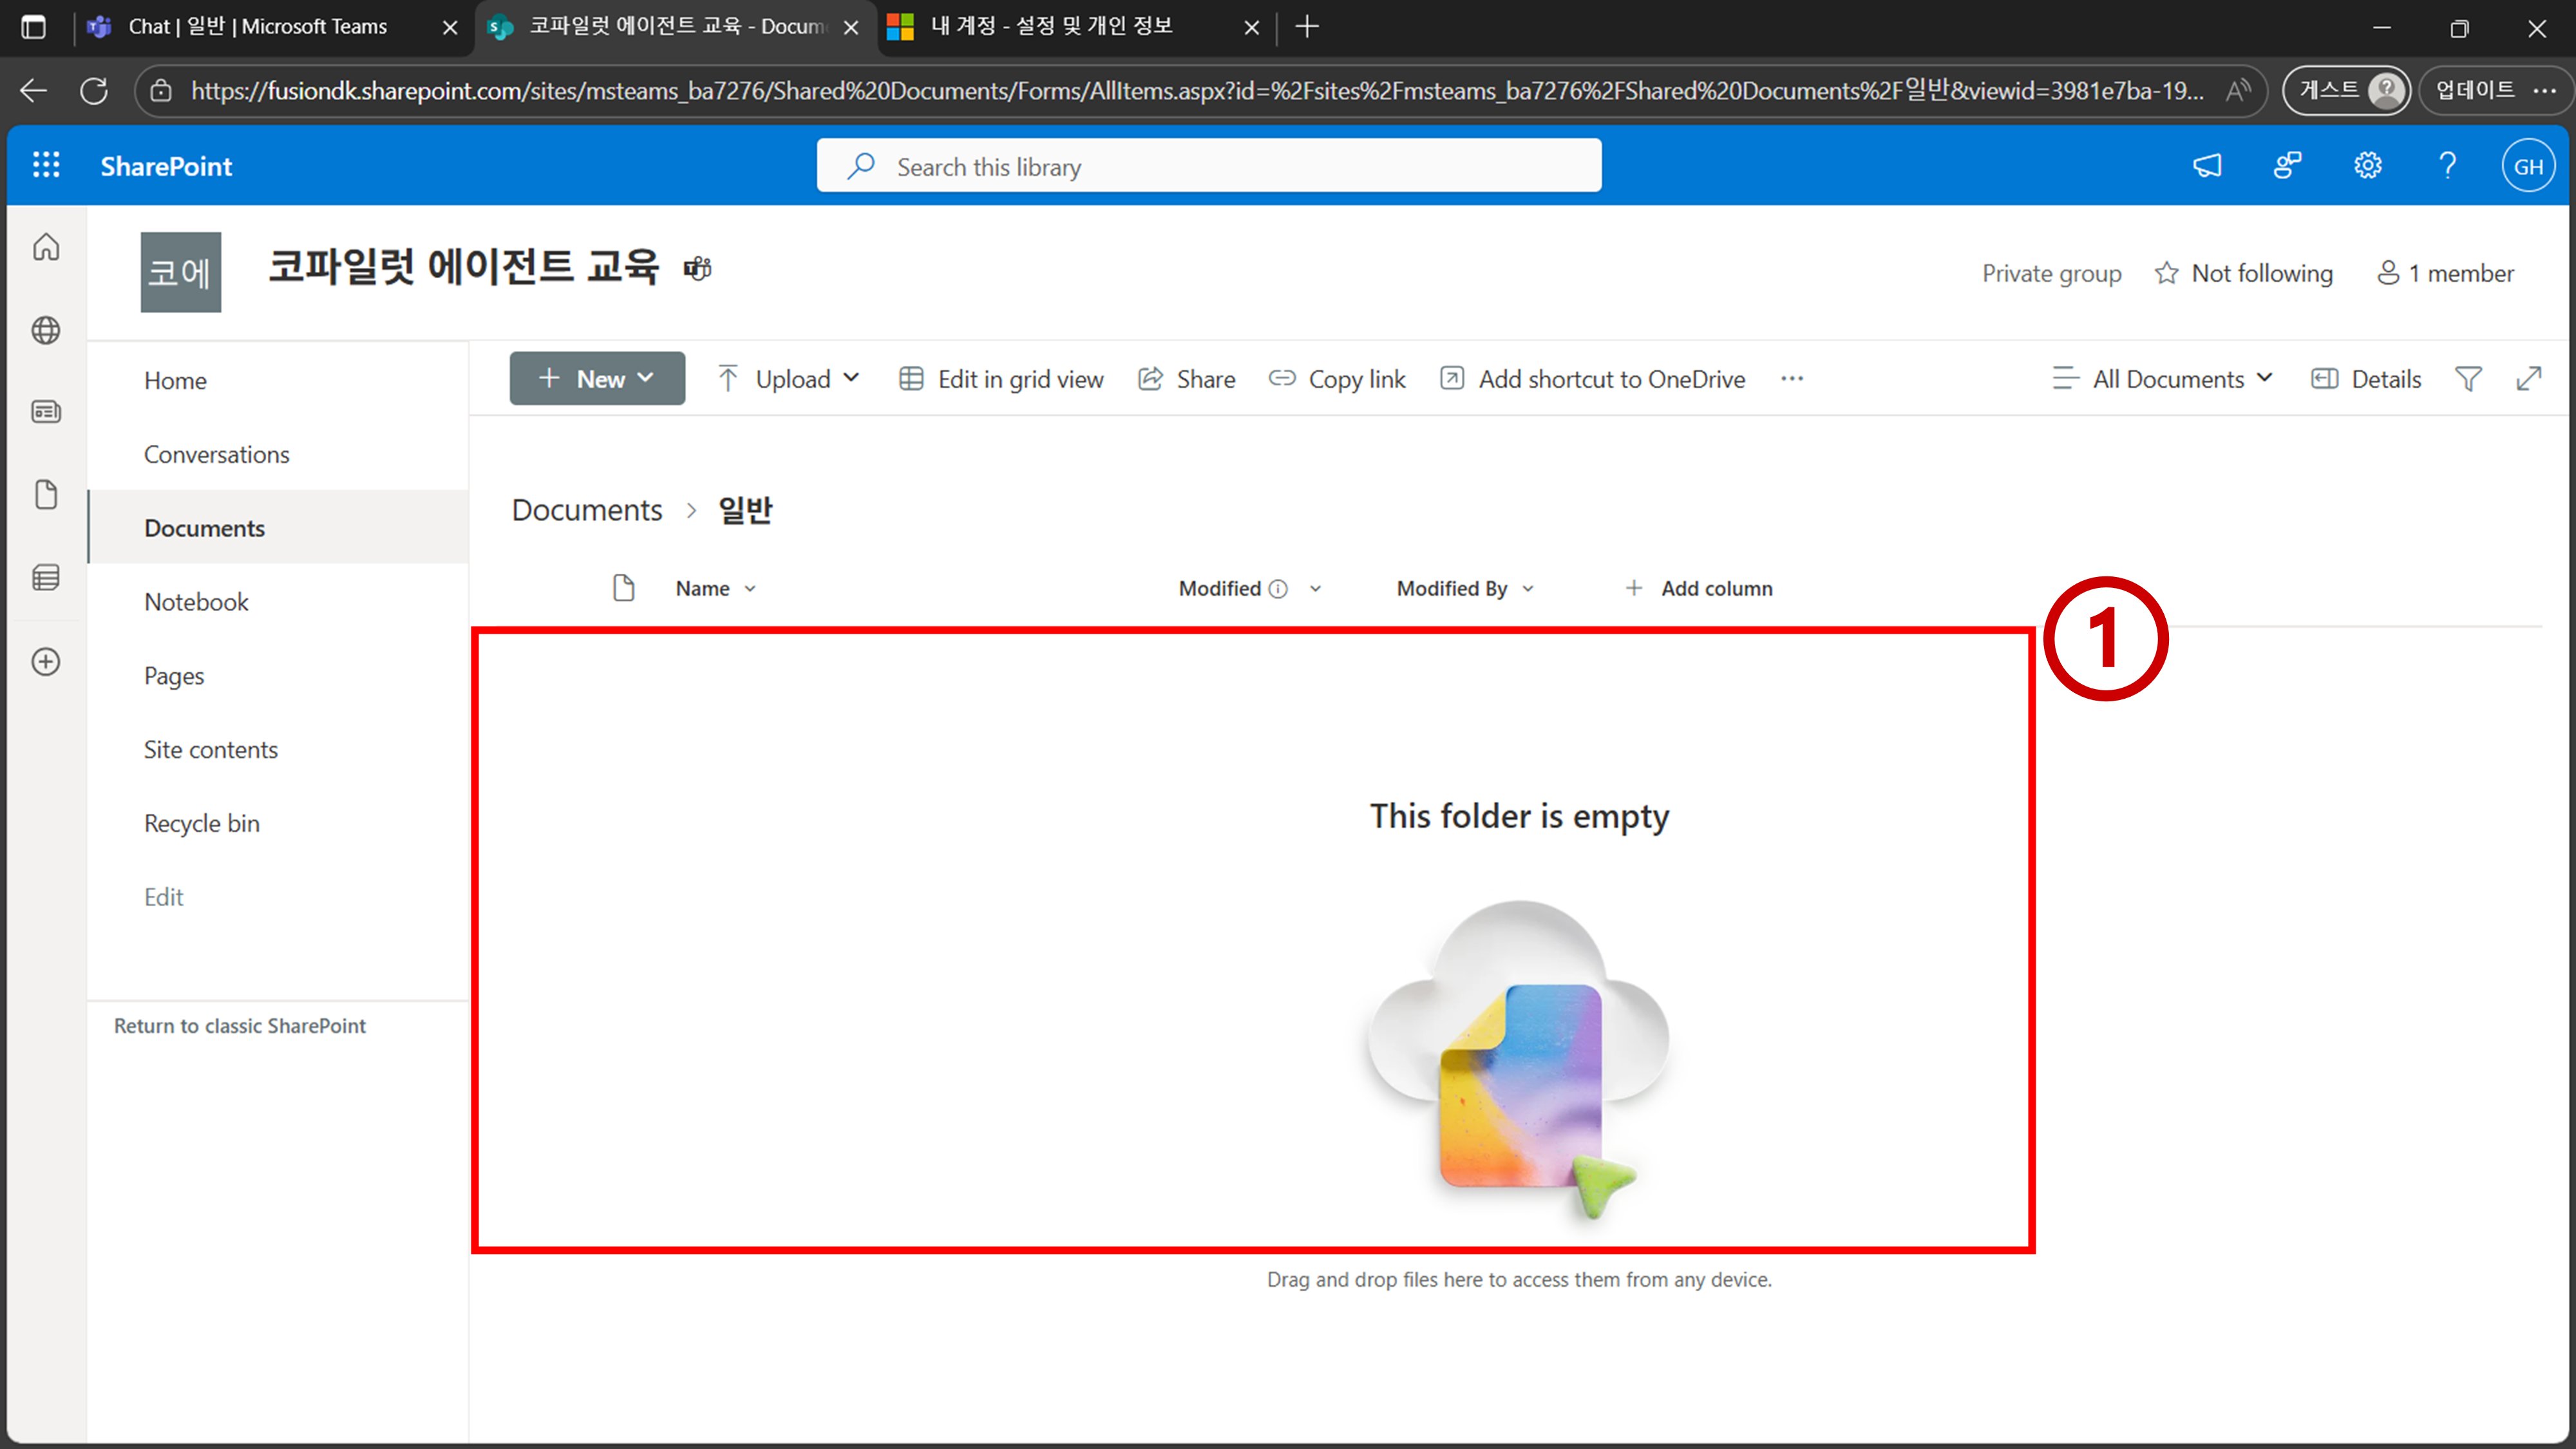 Chat | 일반 | Microsoft Teams
코파일럿 에이전트 교육 - Docum
내 계정 - 설정 및 개인 정보
https://fusiondk.sharepoint.com/sites/msteams_ba7276/Shared%20Documents/Forms/AllItems.aspx?id=%2Fsites%2Fmsteams_ba7276%2FShared%20Documents%2F일반&viewid=3981e7ba-19...
게스트
업데이트
SharePoint
Search this library
GH
코에
코파일럿 에이전트 교육
Private group
Not following
1 member
Home
Conversations
Documents
Notebook
Pages
Site contents
Recycle bin
Edit
Return to classic SharePoint
New
Upload
Edit in grid view
Share
Copy link
Add shortcut to OneDrive
All Documents
Details
Documents > 일반
Name
Modified
Modified By
Add column
1
This folder is empty
Drag and drop files here to access them from any device.